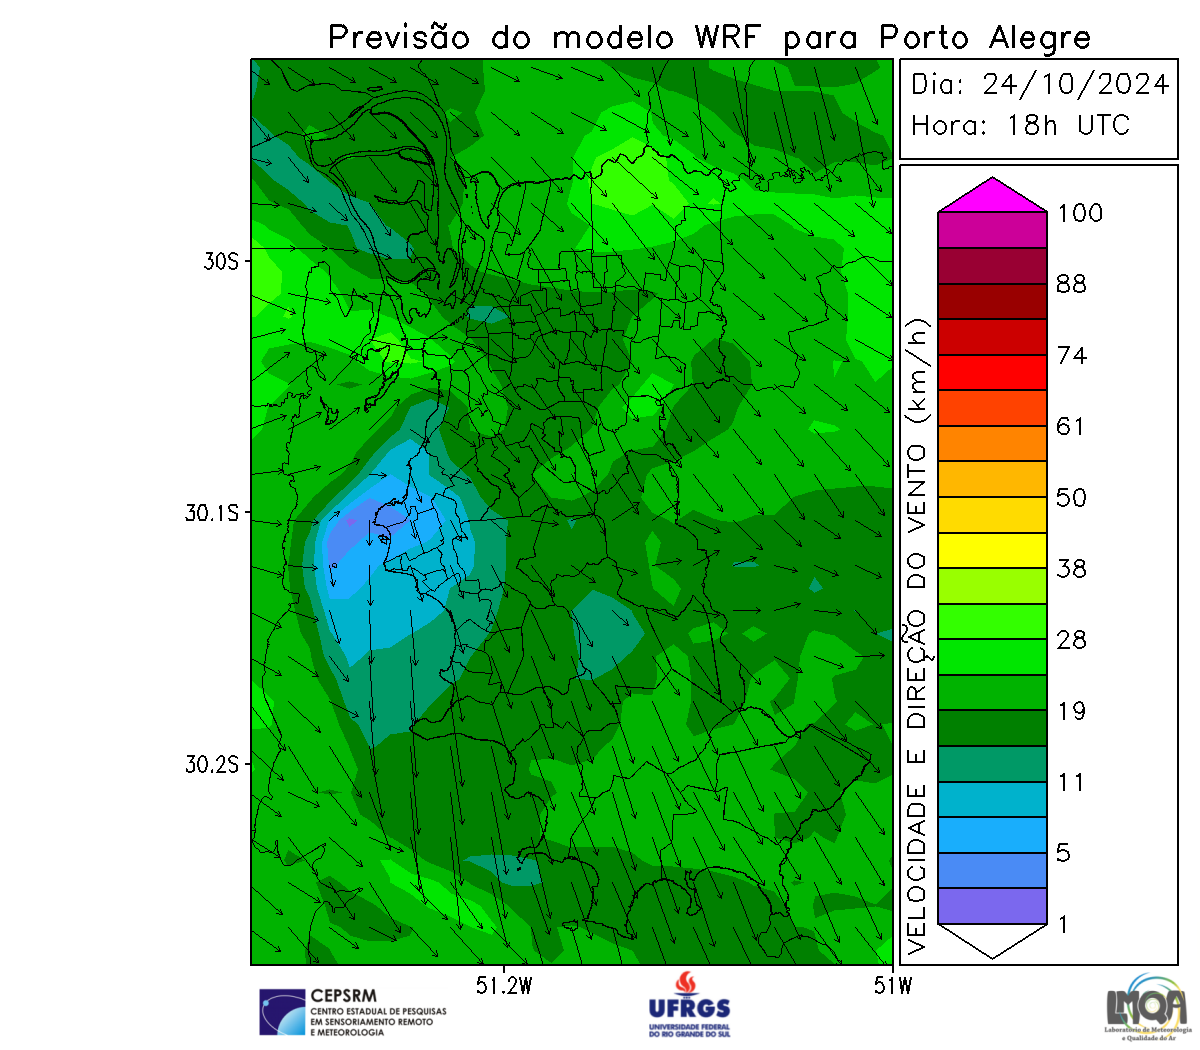 Previsão do modelo WRF para Porto Alegre
Dia: 24/10/2024
Hora: 18h UTC
30S
30.1S
30.2S
51.2W
51W
VELOCIDADE E DIREÇÃO DO VENTO (km/h)
100
88
74
61
50
38
28
19
11
5
1
CEPSRM
CENTRO ESTADUAL DE PESQUISAS
EM SENSORIAMENTO REMOTO
E METEOROLOGIA
UFRGS
UNIVERSIDADE FEDERAL
DO RIO GRANDE DO SUL
LMQA
Laboratório de Meteorologia
e Qualidade do Ar